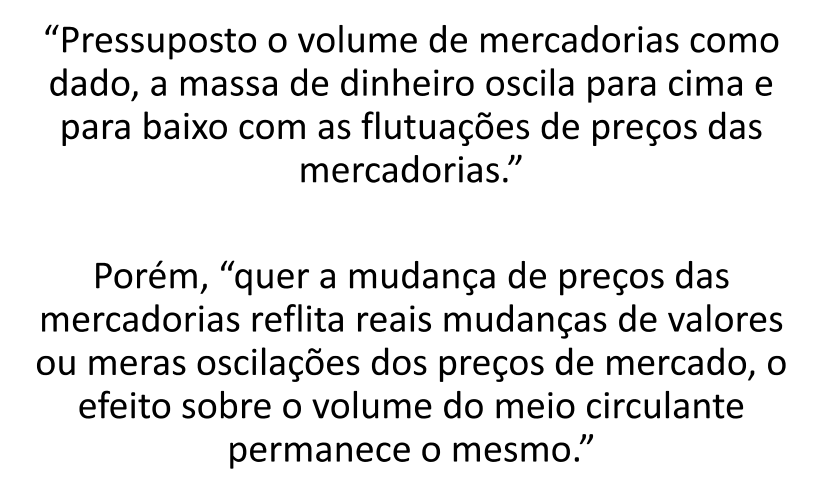 “Pressuposto o volume de mercadorias como
dado, a massa de dinheiro oscila para cima e
para baixo com as flutuações de preços das
mercadorias.”
Porém, “quer a mudança de preços das
mercadorias reflita reais mudanças de valores
ou meras oscilações dos preços de mercado, o
efeito sobre o volume do meio circulante
permanece o mesmo.”